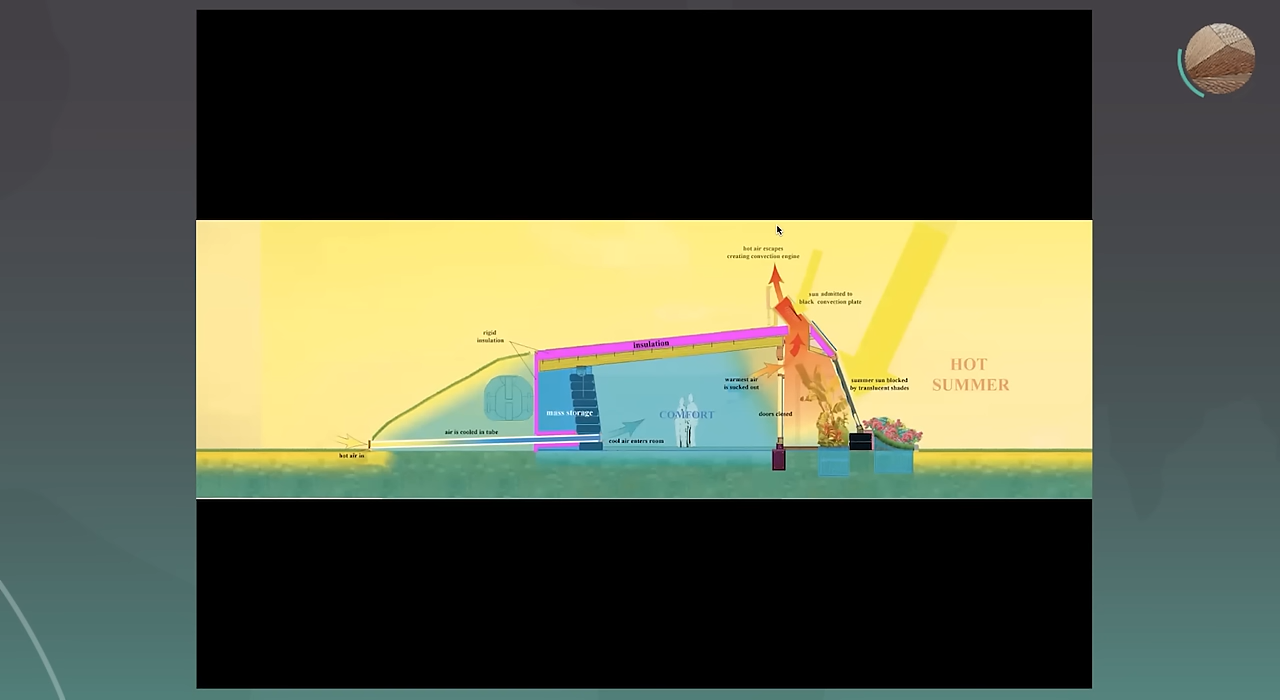 hot air escapes
creating convection engine
sun admitted to
black convection plate
rigid
insulation
insulation
HOT
SUMMER
warmest air
is sucked out
summer sun blocked
by translucent shades
mass storage
COMFORT
doors closed
air is cooled in tube
cool air enters room
hot air in